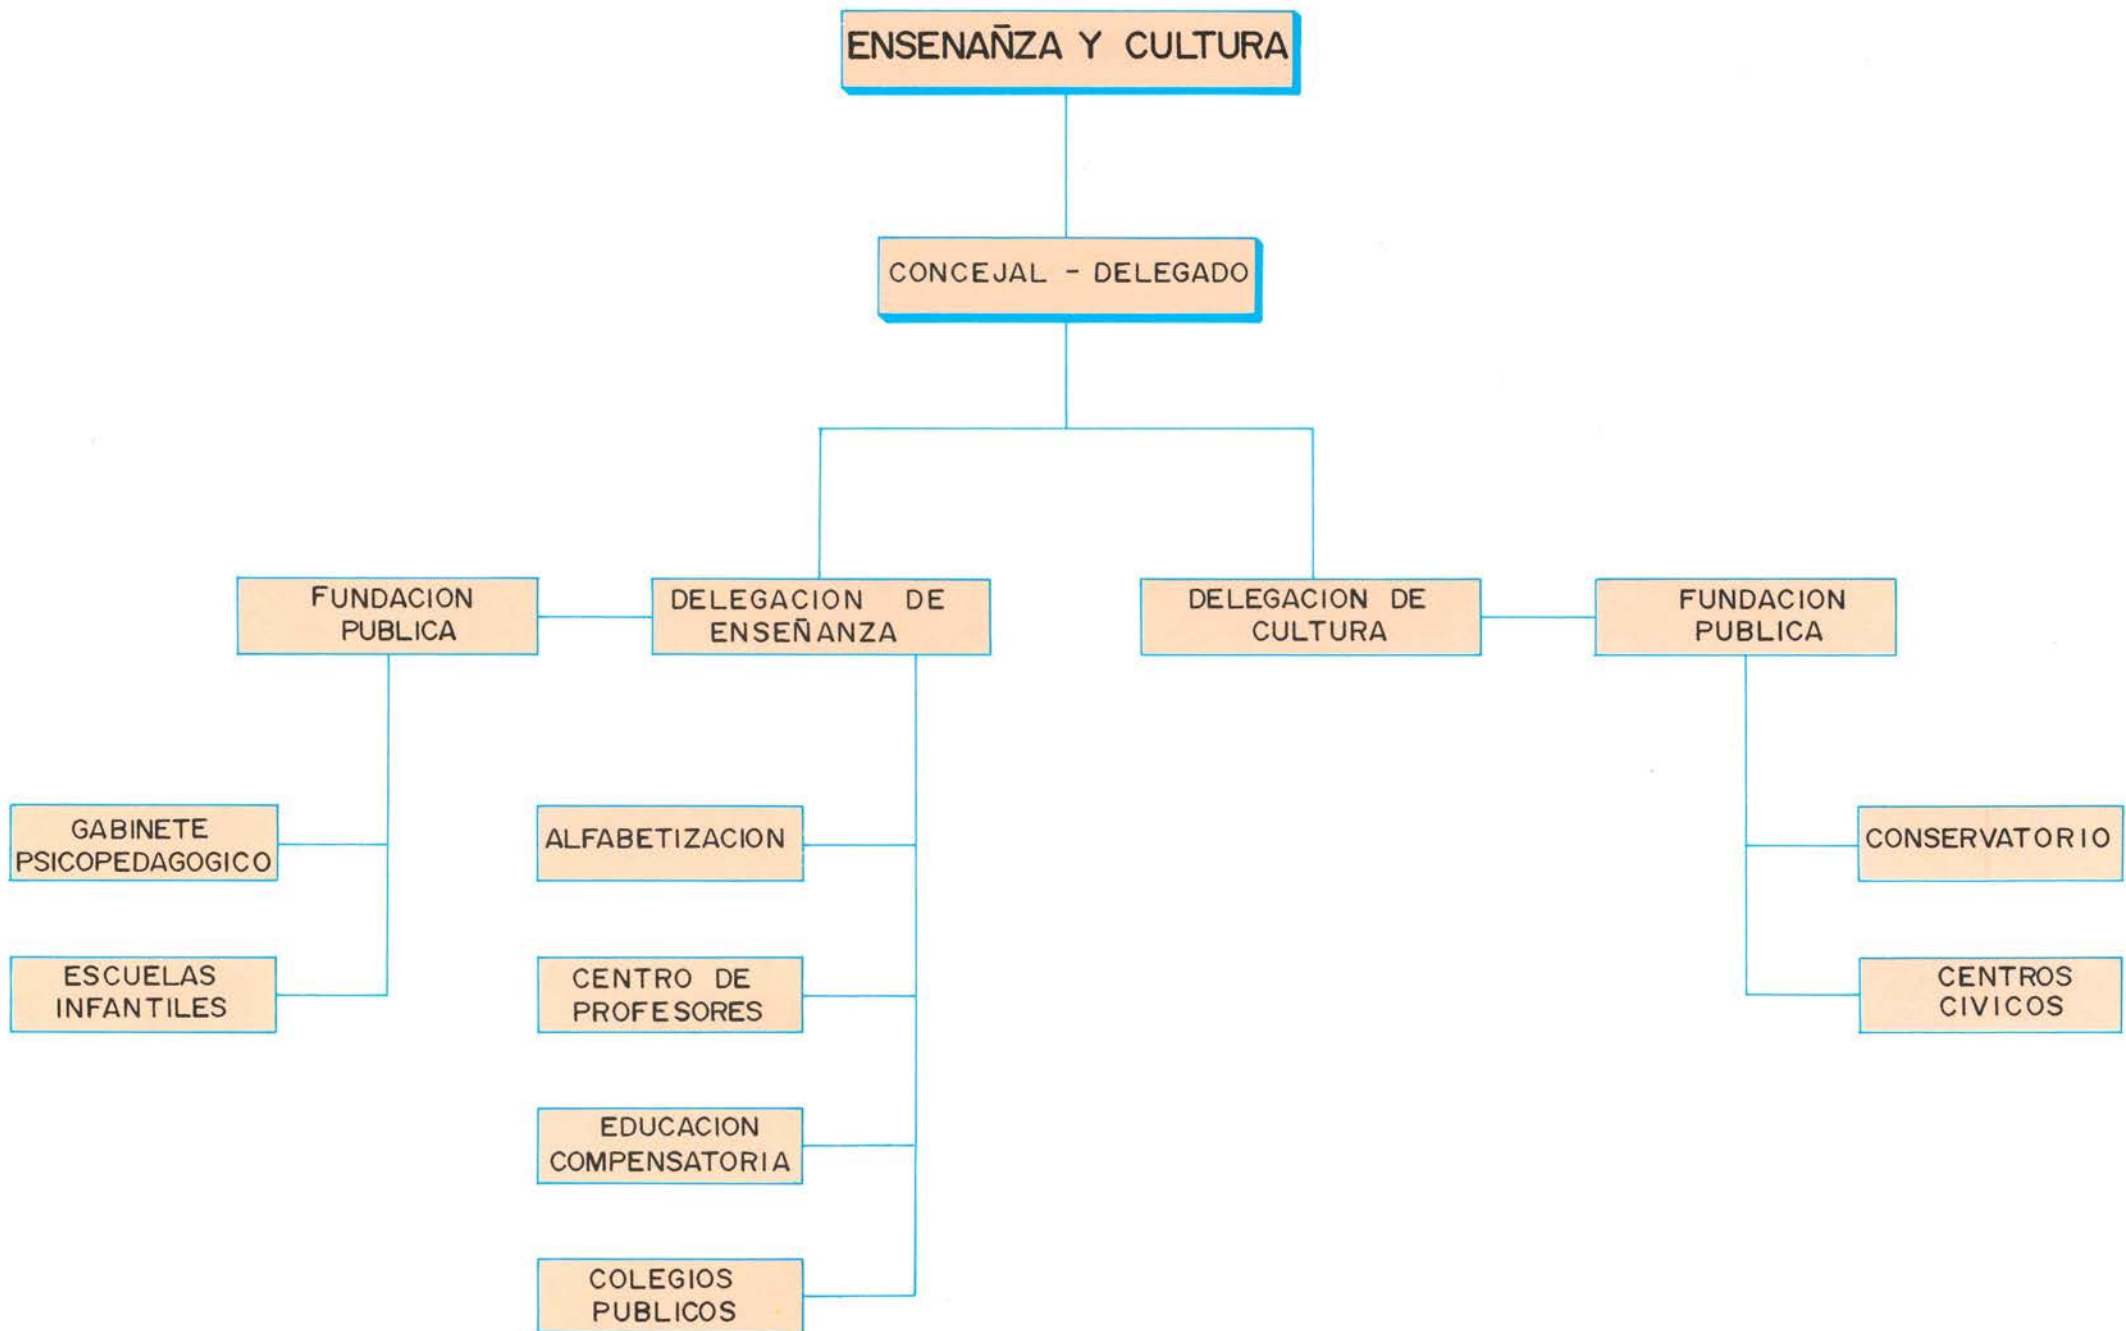 ENSENAÑZA Y CULTURA
CONCEJAL - DELEGADO
FUNDACION
PUBLICA
DELEGACION DE
ENSEÑANZA
DELEGACION DE
CULTURA
FUNDACION
PUBLICA
GABINETE
PSICOPEDAGOGICO
ESCUELAS
INFANTILES
ALFABETIZACION
CENTRO DE
PROFESORES
EDUCACION
COMPENSATORIA
COLEGIOS
PUBLICOS
CONSERVATORIO
CENTROS
CIVICOS